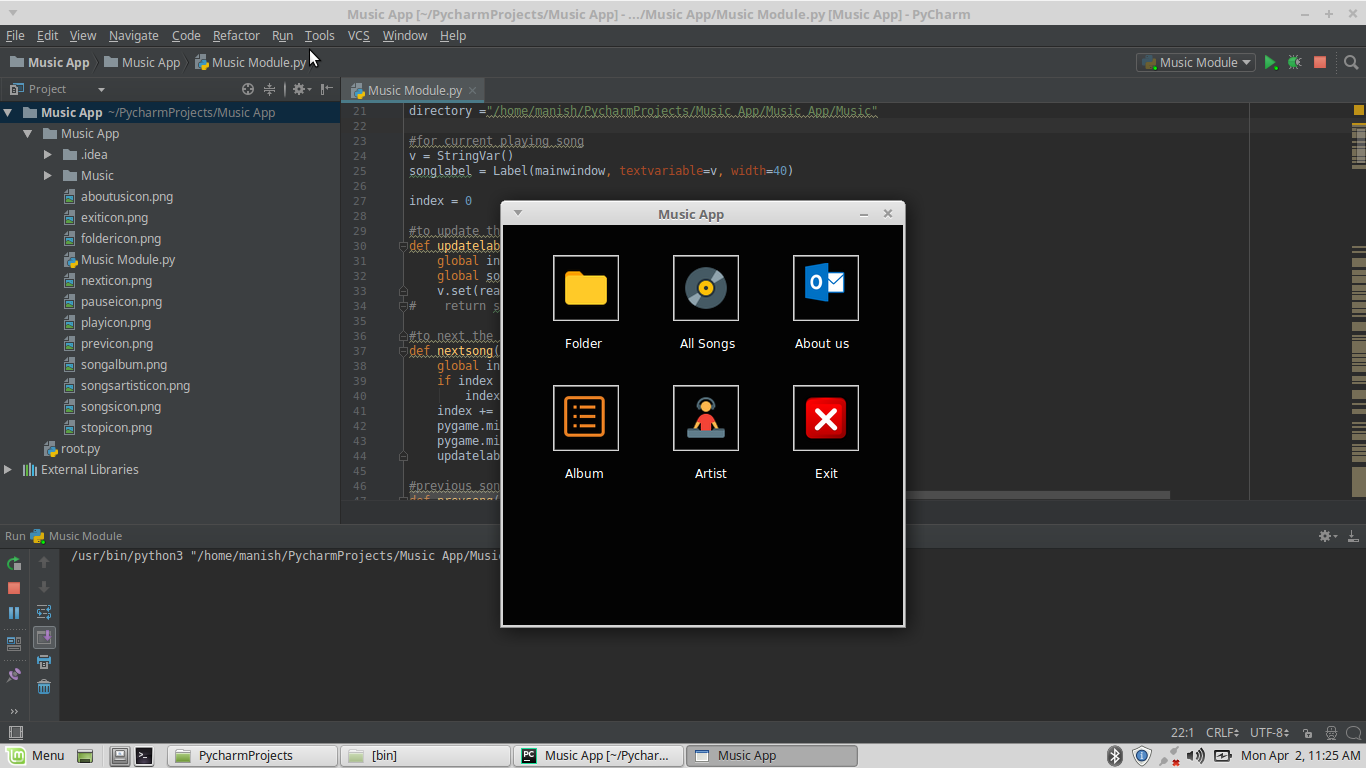 Music App [~/PycharmProjects/Music App] - .../Music App/Music Module.py [Music App] - PyCharm
File Edit View Navigate Code Refactor Run Tools VCS Window Help
Music App Music App Music Module.py
Music Module
Project
Music App ~/PycharmProjects/Music App
Music App
.idea
Music
aboutusicon.png
exiticon.png
foldericon.png
Music Module.py
nexticon.png
pauseicon.png
playicon.png
previcon.png
songalbum.png
songsartisticon.png
songsicon.png
stopicon.png
root.py
External Libraries
Music Module.py
21 directory ="/home/manish/PycharmProjects/Music App/Music App/Music"
22
23 #for current playing song
24 v = StringVar()
25 songlabel = Label(mainwindow, textvariable=v, width=40)
26
27 index = 0
28
29 #to update th
30 def updatelab
31 global in
32 global so
33 v.set(rea
34 # return s
35
36 #to next the
37 def nextsong(
38 global in
39 if index
40 index
41 index +=
42 pygame.mi
43 pygame.mi
44 updatelab
45
46 #previous son
47 def prevsong(
Music App
Folder All Songs About us
Album Artist Exit
Run Music Module
/usr/bin/python3 "/home/manish/PycharmProjects/Music App/Musi
22:1 CRLF UTF-8
Menu PycharmProjects [bin] Music App [~/Pychar... Music App Mon Apr 2, 11:25 AM